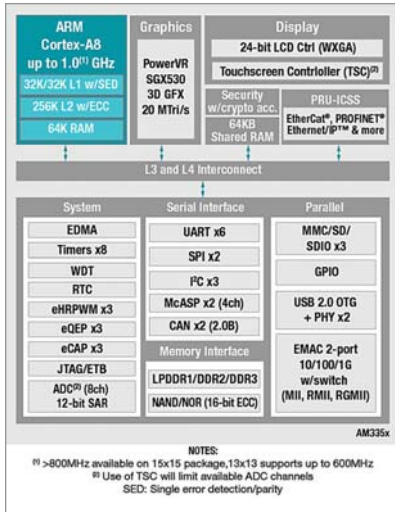 ARM
Cortex-A8
up to 1.0(1) GHz
32K/32K L1 w/SED
256K L2 w/ECC
64K RAM
Graphics
PowerVR
SGX530
3D GFX
20 MTri/s
Display
24-bit LCD Ctrl (WXGA)
Touchscreen Controller (TSC)(2)
Security
w/crypto acc.
64KB
Shared RAM
PRU-ICSS
EtherCat®, PROFINET®
Ethernet/IP™ & more
L3 and L4 Interconnect
System
EDMA
Timers x8
WDT
RTC
eHRPWM x3
eQEP x3
eCAP x3
JTAG/ETB
ADC(2) (8ch)
12-bit SAR
Serial Interface
UART x6
SPI x2
I²C x3
McASP x2 (4ch)
CAN x2 (2.0B)
Memory Interface
LPDDR1/DDR2/DDR3
NAND/NOR (16-bit ECC)
Parallel
MMC/SD/
SDIO x3
GPIO
USB 2.0 OTG
+ PHY x2
EMAC 2-port
10/100/1G
w/switch
(MII, RMII, RGMII)
AM335x
NOTES:
(1) >800MHz available on 15x15 package,13x13 supports up to 600MHz
(2) Use of TSC will limit available ADC channels
SED: Single error detection/parity